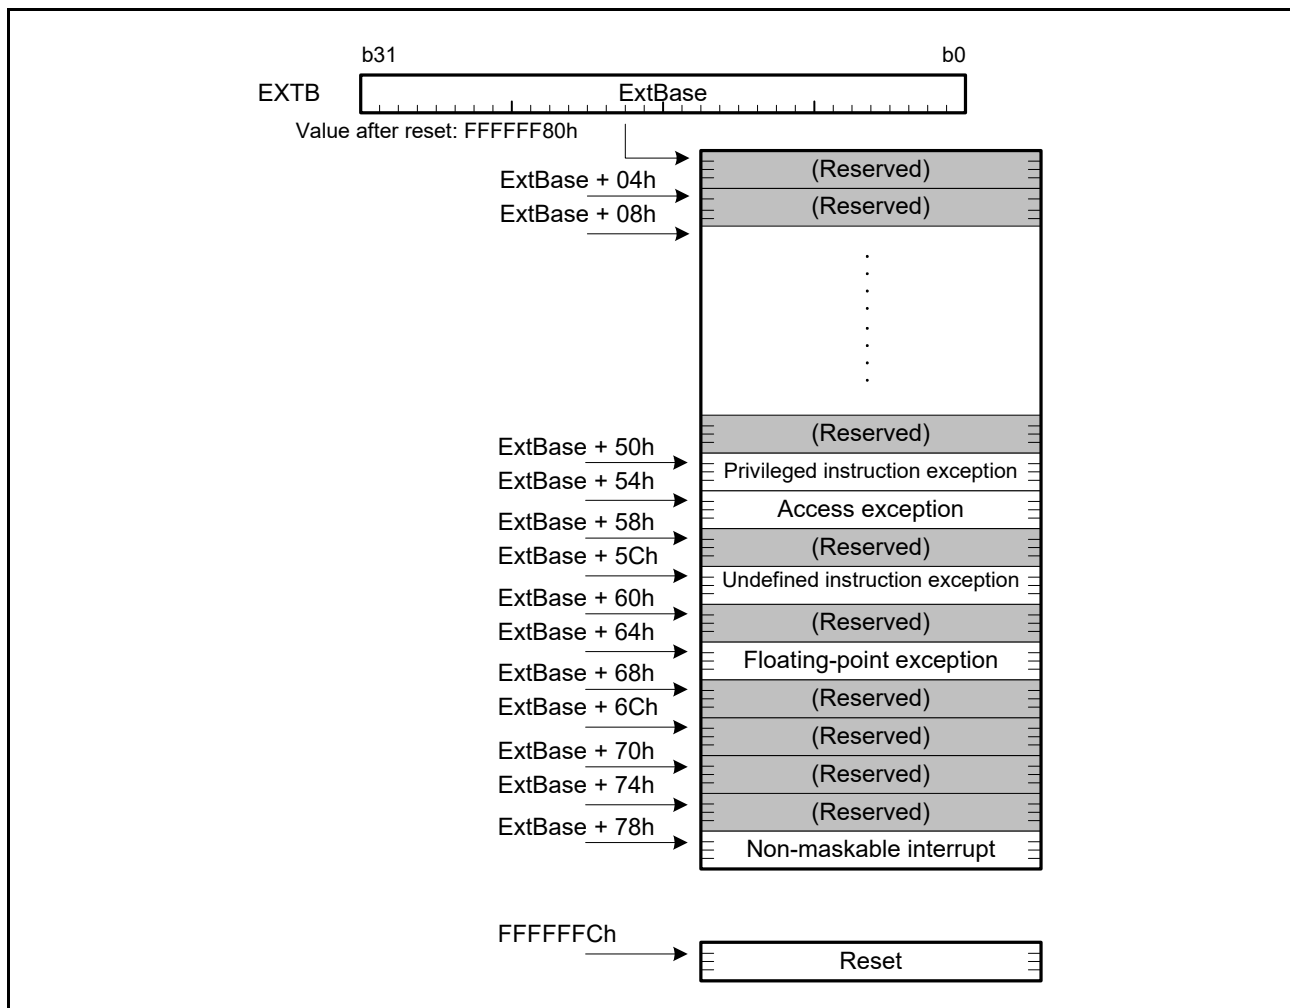 b31 b0
EXTB ExtBase
Value after reset: FFFFFF80h
(Reserved)
ExtBase + 04h
(Reserved)
ExtBase + 08h
(Reserved)
ExtBase + 50h
Privileged instruction exception
ExtBase + 54h
Access exception
ExtBase + 58h
(Reserved)
ExtBase + 5Ch
Undefined instruction exception
ExtBase + 60h
(Reserved)
ExtBase + 64h
Floating-point exception
ExtBase + 68h
(Reserved)
ExtBase + 6Ch
(Reserved)
ExtBase + 70h
(Reserved)
ExtBase + 74h
(Reserved)
ExtBase + 78h
Non-maskable interrupt
FFFFFFCh
Reset